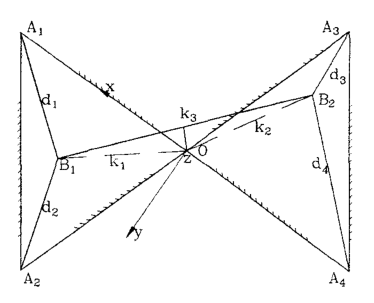 A₁ A₃
x
d₁ d₃
k₃
B₂
k₂
O
B₁ k₁ z
d₄
d₂
y
A₂ A₄